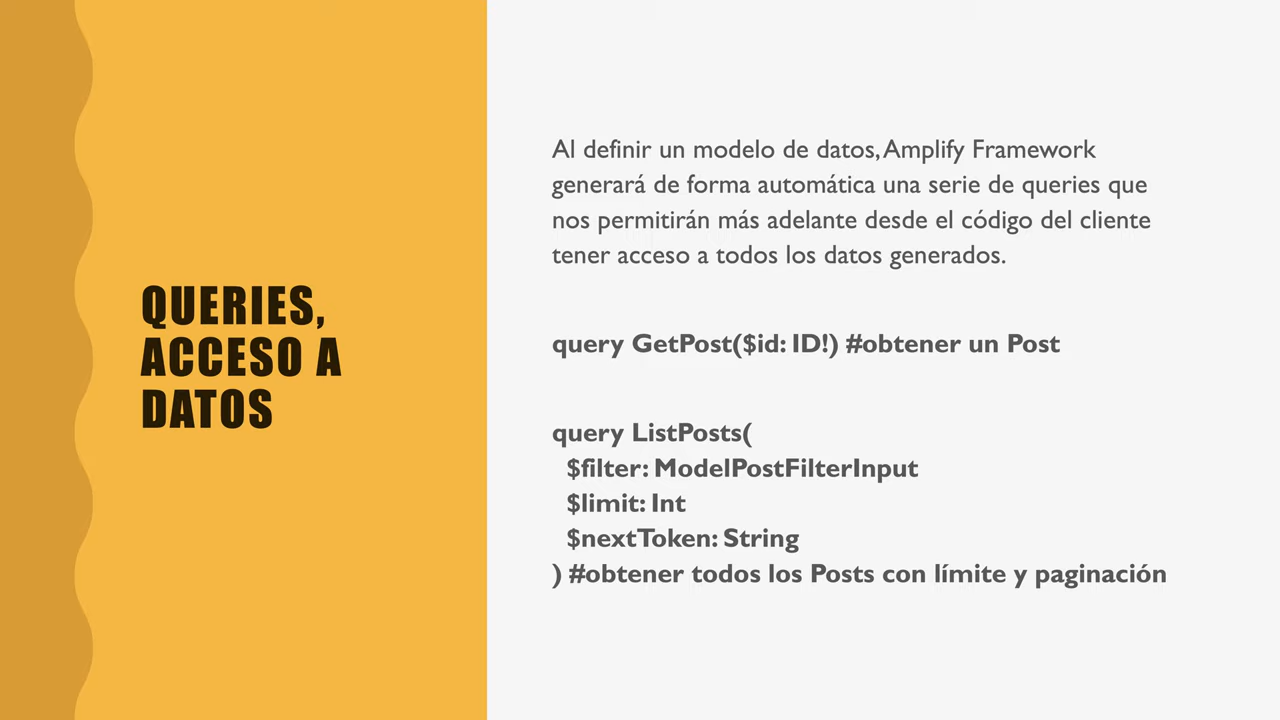 QUERIES,
ACCESO A
DATOS
Al definir un modelo de datos, Amplify Framework
generará de forma automática una serie de queries que
nos permitirán más adelante desde el código del cliente
tener acceso a todos los datos generados.
query GetPost($id: ID!) #obtener un Post
query ListPosts(
$filter: ModelPostFilterInput
$limit: Int
$nextToken: String
) #obtener todos los Posts con límite y paginación